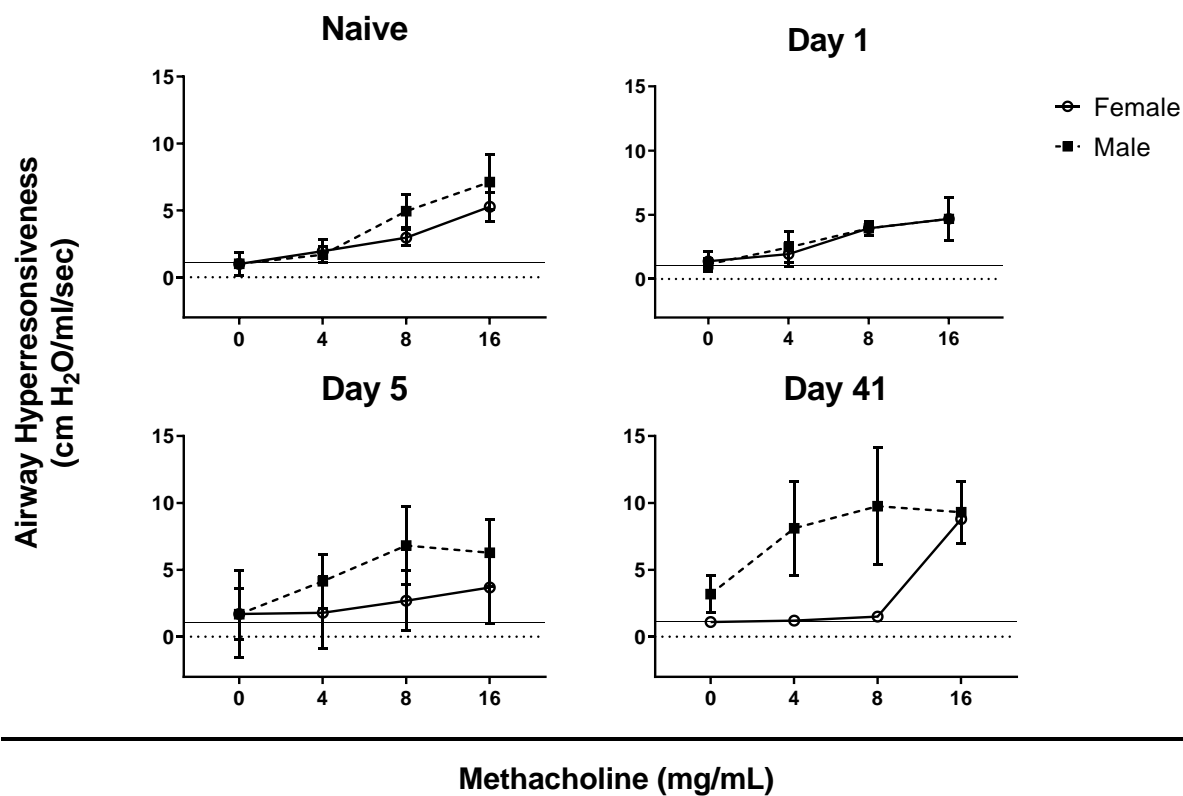 Naive
Day 1
Female
Male
15
10
5
0
0 4 8 16
15
10
5
0
0 4 8 16
Airway Hyperresonsiveness
(cm H₂O/ml/sec)
Day 5
Day 41
15
10
5
0
0 4 8 16
15
10
5
0
0 4 8 16
Methacholine (mg/mL)